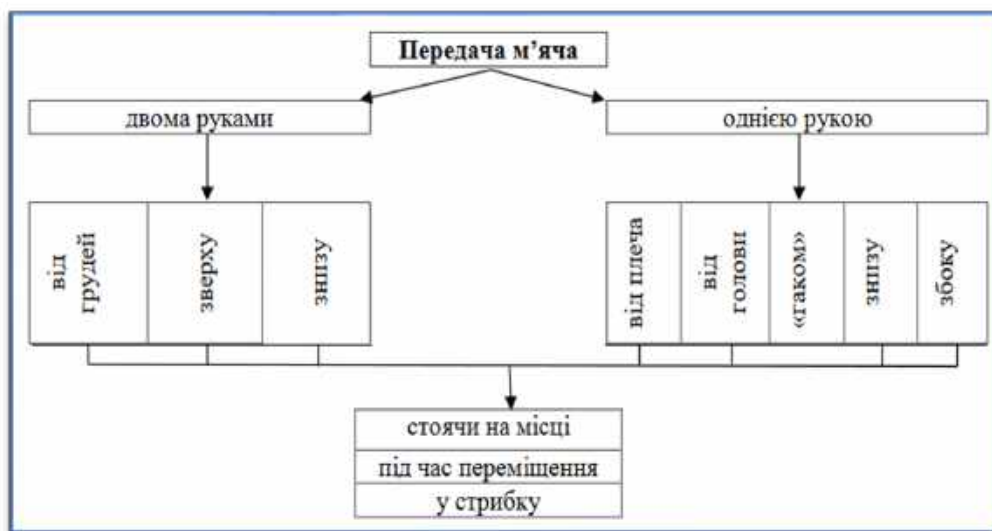 Передача м’яча
двома руками
однією рукою
від
грудей
зверху
знизу
від плеча
від
голови
«гаком»
знизу
збоку
стоячи на місці
під час переміщення
у стрибку